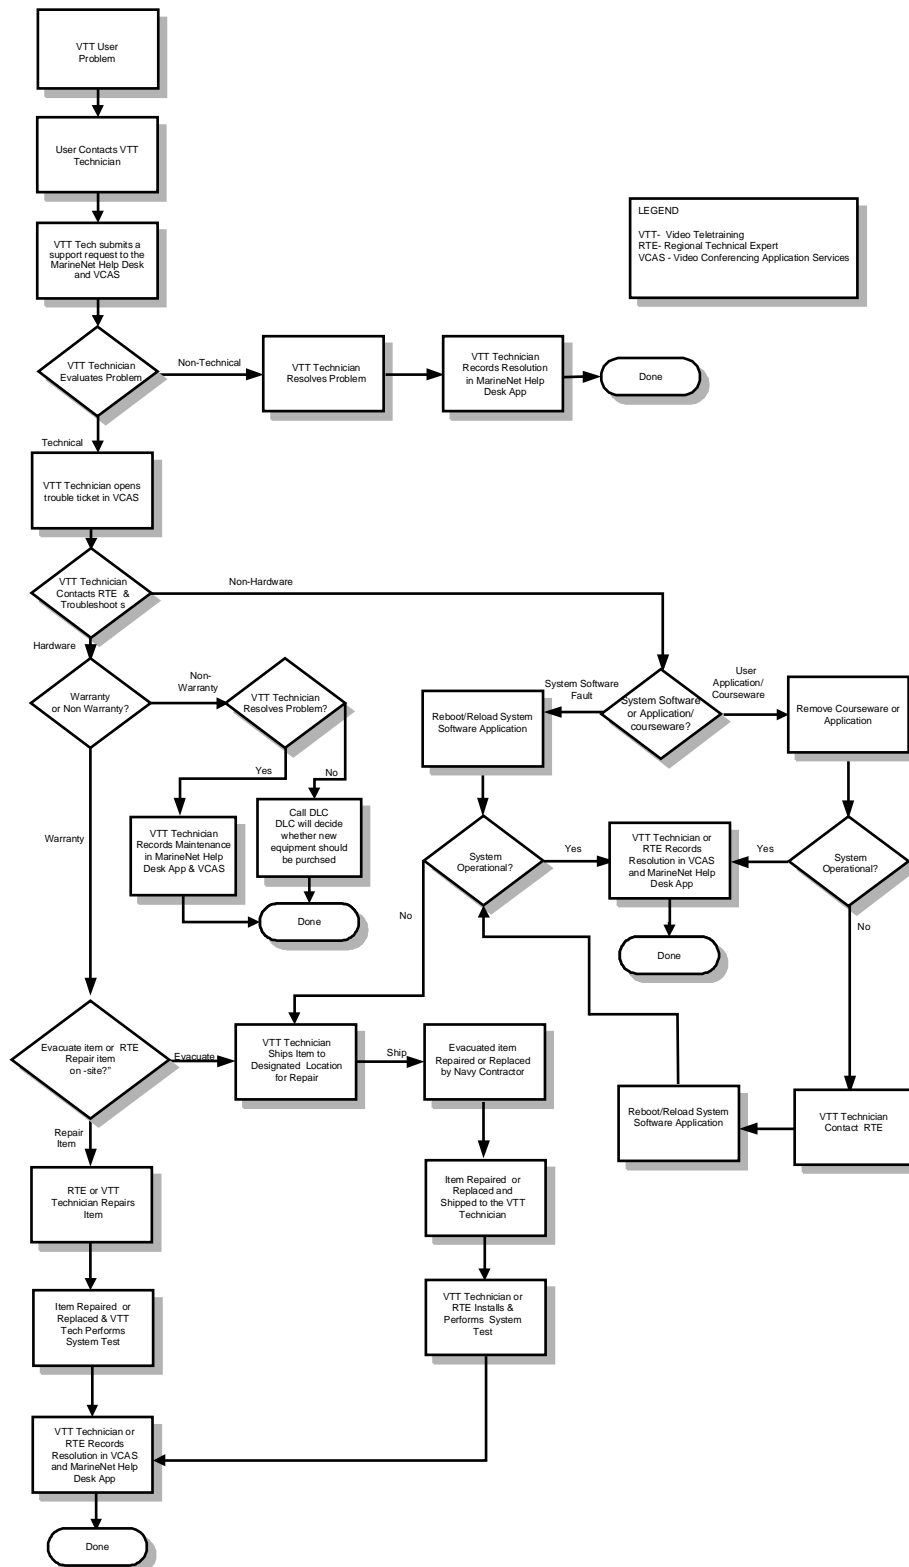 VTT User
Problem
User Contacts VTT
Technician
VTT Tech submits a
support request to the
MarineNet Help Desk
and VCAS
LEGEND
VTT- Video Teletraining
RTE- Regional Technical Expert
VCAS - Video Conferencing Application Services
VTT Technician
Evaluates Problem
Non-Technical
VTT Technician
Resolves Problem
VTT Technician
Records Resolution
in MarineNet Help
Desk App
Done
Technical
VTT Technician opens
trouble ticket in VCAS
VTT Technician
Contacts RTE &
Troubleshoot s
Non-Hardware
Hardware
Warranty
or Non Warranty?
Non-
Warranty
VTT Technician
Resolves Problem?
Yes
No
VTT Technician
Records Maintenance
in MarineNet Help
Desk App & VCAS
Call DLC
DLC will decide
whether new
equipment should
be purchsed
Done
Warranty
System Software
or Application/
courseware?
System Software
Fault
User
Application/
Courseware
Reboot/Reload System
Software Application
Remove Courseware or
Application
System
Operational?
Yes
VTT Technician or
RTE Records
Resolution in VCAS
and MarineNet Help
Desk App
Yes
System
Operational?
No
Done
No
Evacuate item or RTE
Repair item
on -site?"
Evacuate
VTT Technician
Ships Item to
Designated Location
for Repair
Ship
Evacuated item
Repaired or Replaced
by Navy Contractor
Reboot/Reload System
Software Application
VTT Technician
Contact RTE
Repair
Item
RTE or VTT
Technician Repairs
Item
Item Repaired or
Replaced and
Shipped to the VTT
Technician
Item Repaired or
Replaced & VTT
Tech Performs
System Test
VTT Technician or
RTE Installs &
Performs System
Test
VTT Technician or
RTE Records
Resolution in VCAS
and MarineNet Help
Desk App
Done